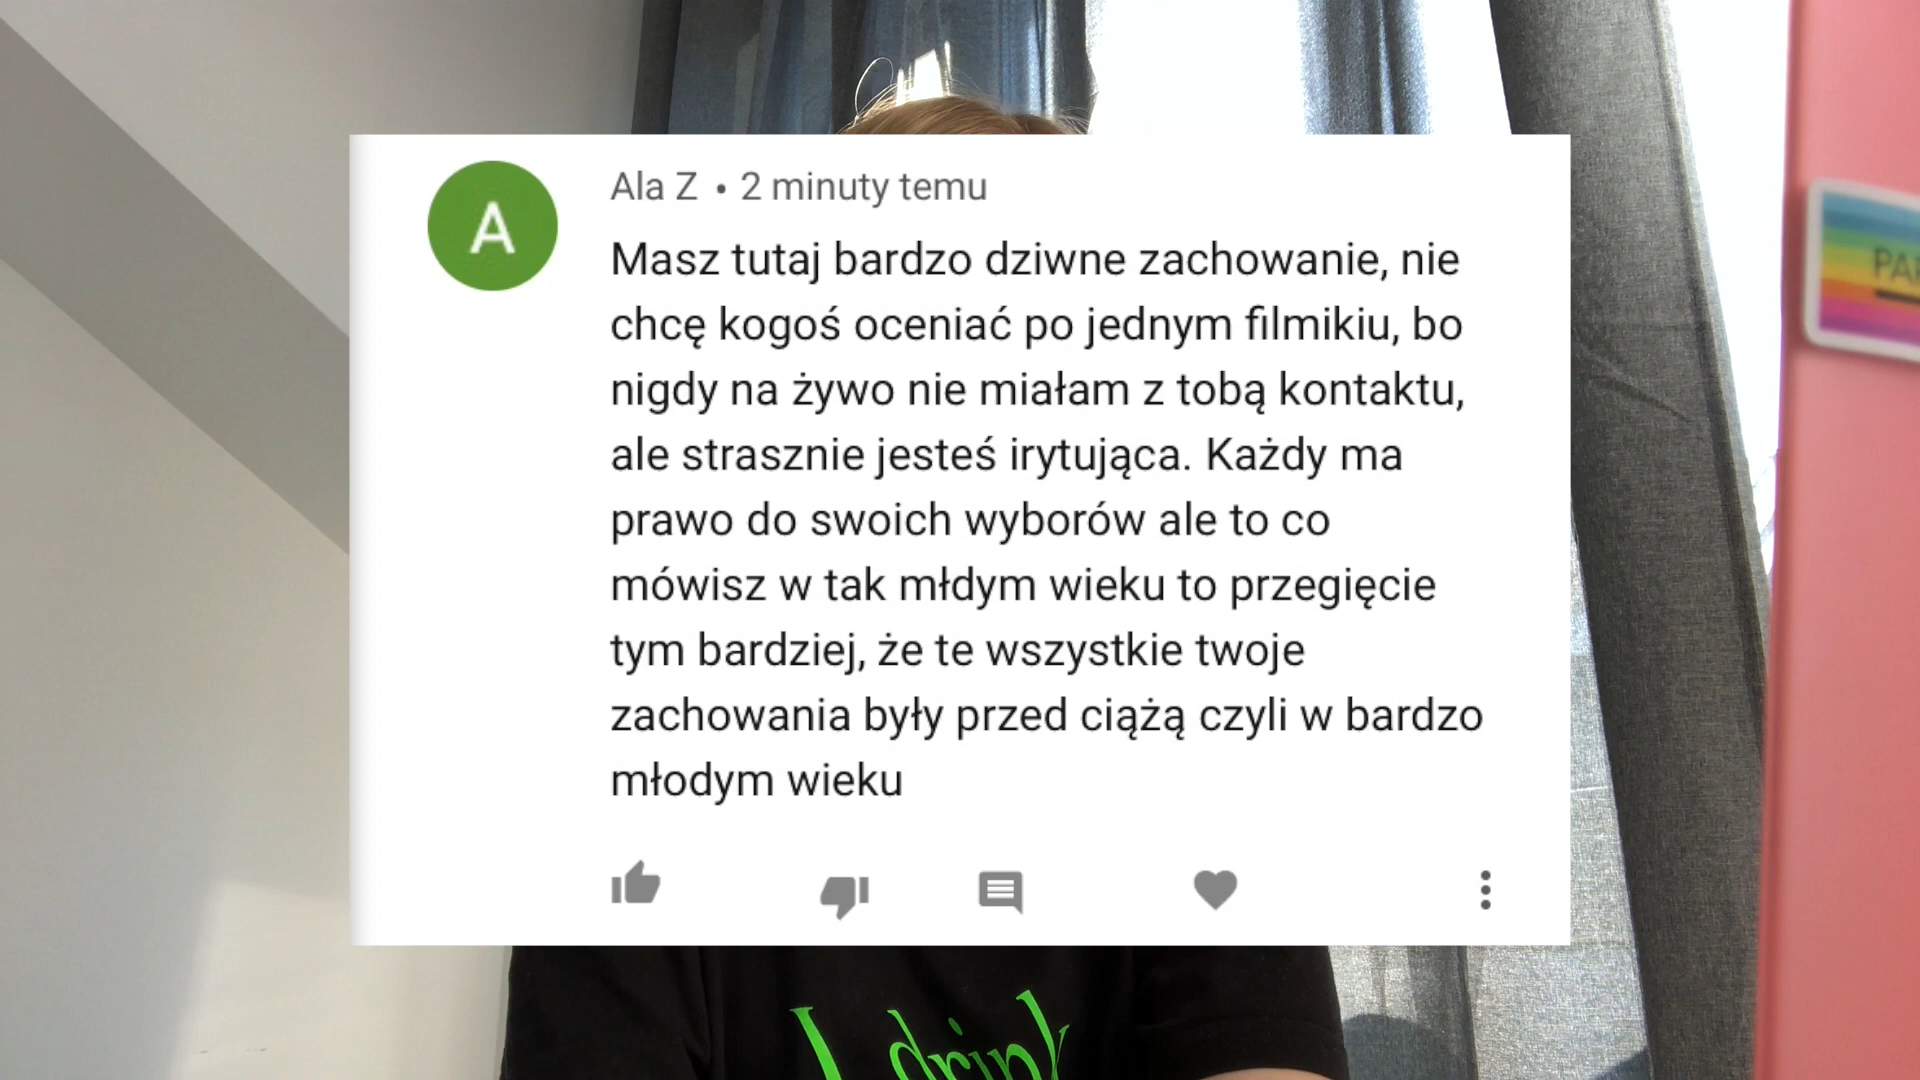 Ala Z • 2 minuty temu
Masz tutaj bardzo dziwne zachowanie, nie
chcę kogoś oceniać po jednym filmikiu, bo
nigdy na żywo nie miałam z tobą kontaktu,
ale strasznie jesteś irytująca. Każdy ma
prawo do swoich wyborów ale to co
mówisz w tak młdym wieku to przegięcie
tym bardziej, że te wszystkie twoje
zachowania były przed ciążą czyli w bardzo
młodym wieku
A
I drink